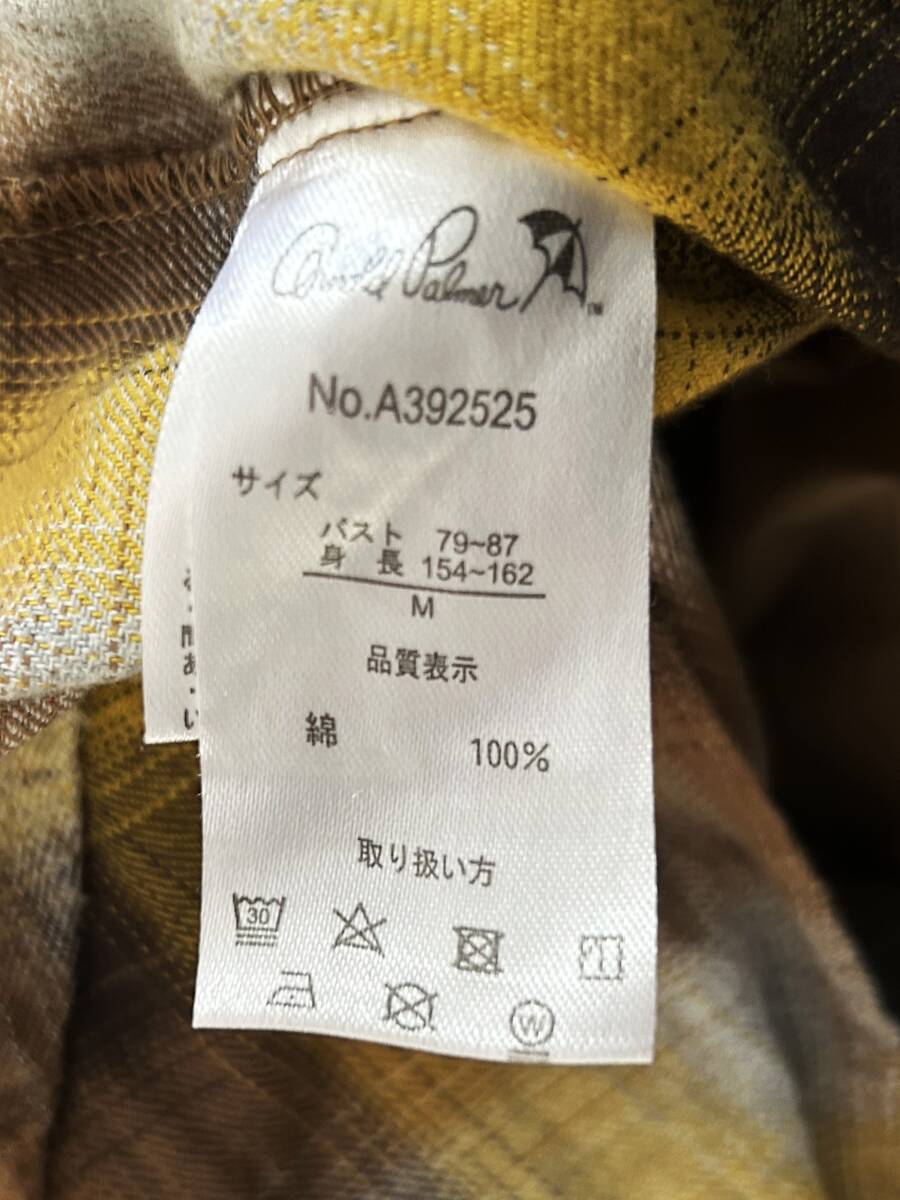 Arnold Palmer
TM
No.A392525
サイズ
バスト 79~87
身長 154~162
M
品質表示
綿 100%
取り扱い方
30
W